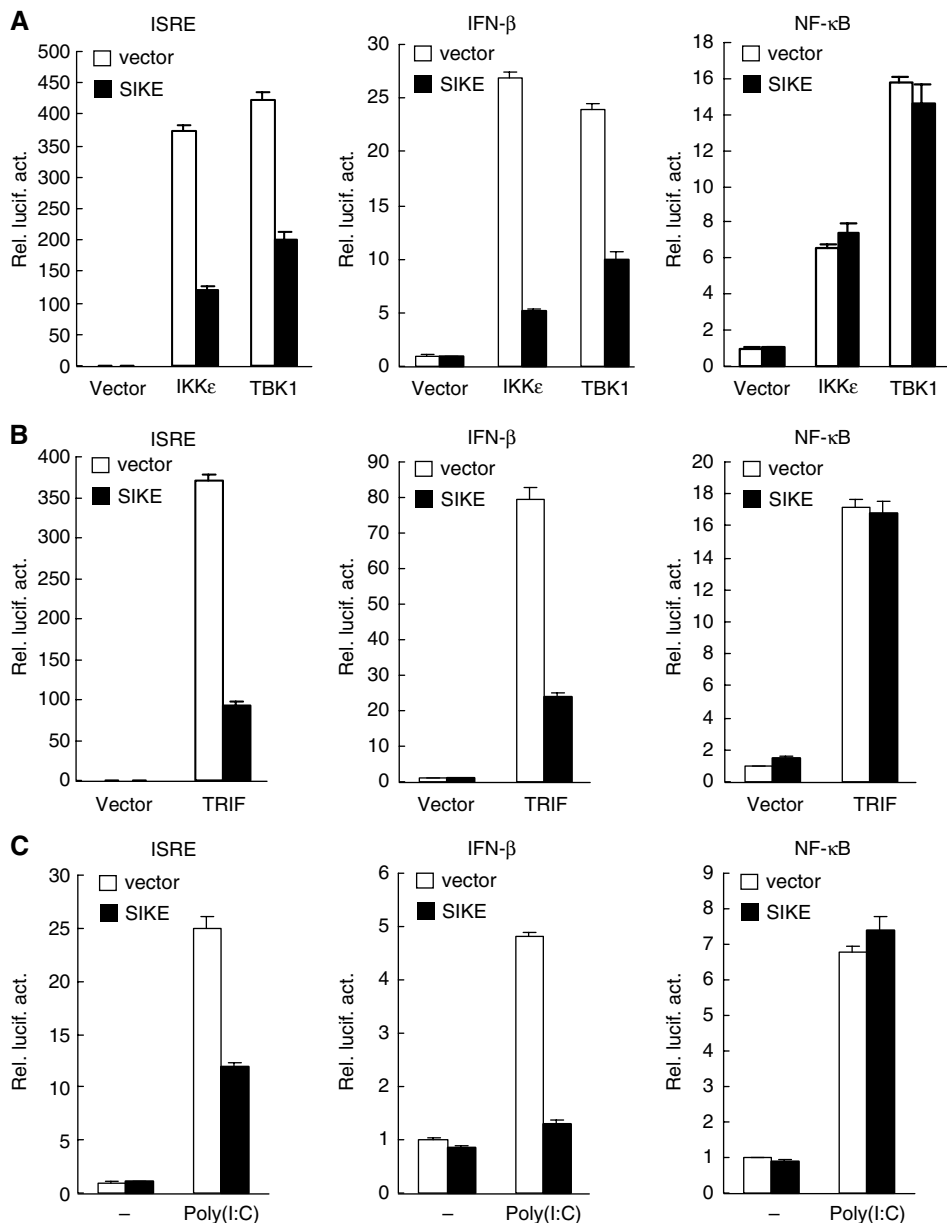 A
ISRE
Rel. lucif. act.
500
450
400
350
300
250
200
150
100
50
0
vector
SIKE
Vector IKKε TBK1
IFN-β
Rel. lucif. act.
30
25
20
15
10
5
0
vector
SIKE
Vector IKKε TBK1
NF-κB
Rel. lucif. act.
18
16
14
12
10
8
6
4
2
0
vector
SIKE
Vector IKKε TBK1
B
ISRE
Rel. lucif. act.
400
350
300
250
200
150
100
50
0
vector
SIKE
Vector TRIF
IFN-β
Rel. lucif. act.
90
80
70
60
50
40
30
20
10
0
vector
SIKE
Vector TRIF
NF-κB
Rel. lucif. act.
20
18
16
14
12
10
8
6
4
2
0
vector
SIKE
Vector TRIF
C
ISRE
Rel. lucif. act.
30
25
20
15
10
5
0
vector
SIKE
– Poly(I:C)
IFN-β
Rel. lucif. act.
6
5
4
3
2
1
0
vector
SIKE
– Poly(I:C)
NF-κB
Rel. lucif. act.
9
8
7
6
5
4
3
2
1
0
vector
SIKE
– Poly(I:C)